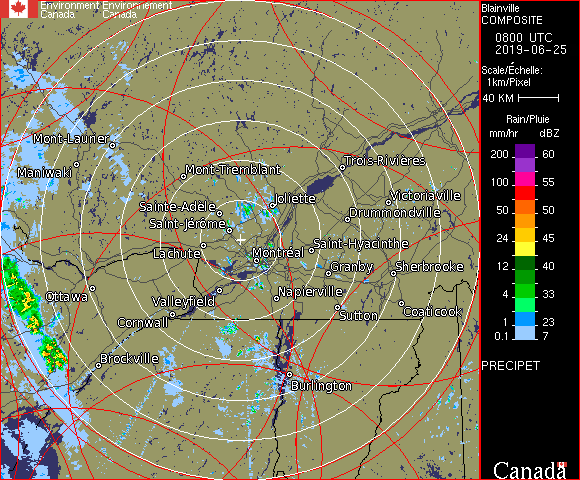 Environment Environnement
Canada Canada
Blainville
COMPOSITE
0800 UTC
2019-06-25
Scale/Échelle:
1km/Pixel
40 KM
Rain/Pluie
mm/hr dBZ
200 60
100 55
50 50
24 45
12 40
4 33
1 23
0.1 7
PRECIPET
Canada
Mont-Laurier
Maniwaki
Mont-Tremblant
Trois-Rivières
Sainte-Adèle
Joliette
Victoriaville
Saint-Jérôme
Drummondville
Lachute
Montréal
Saint-Hyacinthe
Granby
Sherbrooke
Ottawa
Valleyfield
Napierville
Cornwall
Sutton
Coaticook
Brockville
Burlington